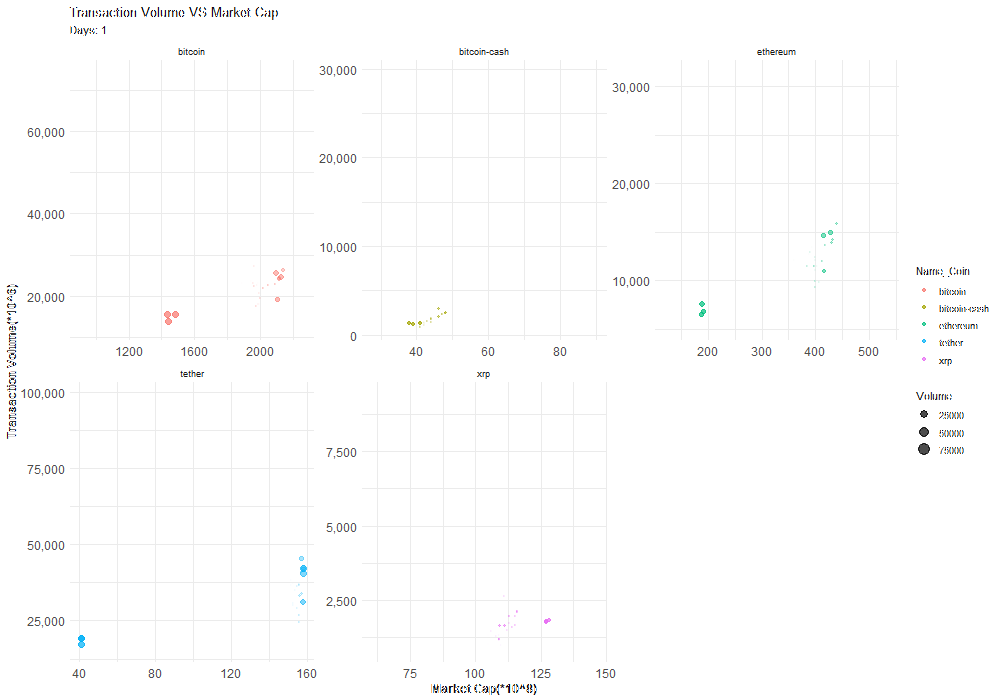 Transaction Volume VS Market Cap
Days: 1
bitcoin
bitcoin-cash
ethereum
60,000
40,000
20,000
1200
1600
2000
30,000
20,000
10,000
0
40
60
80
30,000
20,000
10,000
200
300
400
500
tether
xrp
100,000
75,000
50,000
25,000
40
80
120
160
7,500
5,000
2,500
75
100
125
150
Transaction Volume(*10^6)
Market Cap(*10^9)
Name_Coin
bitcoin
bitcoin-cash
ethereum
tether
xrp
Volume
25000
50000
75000